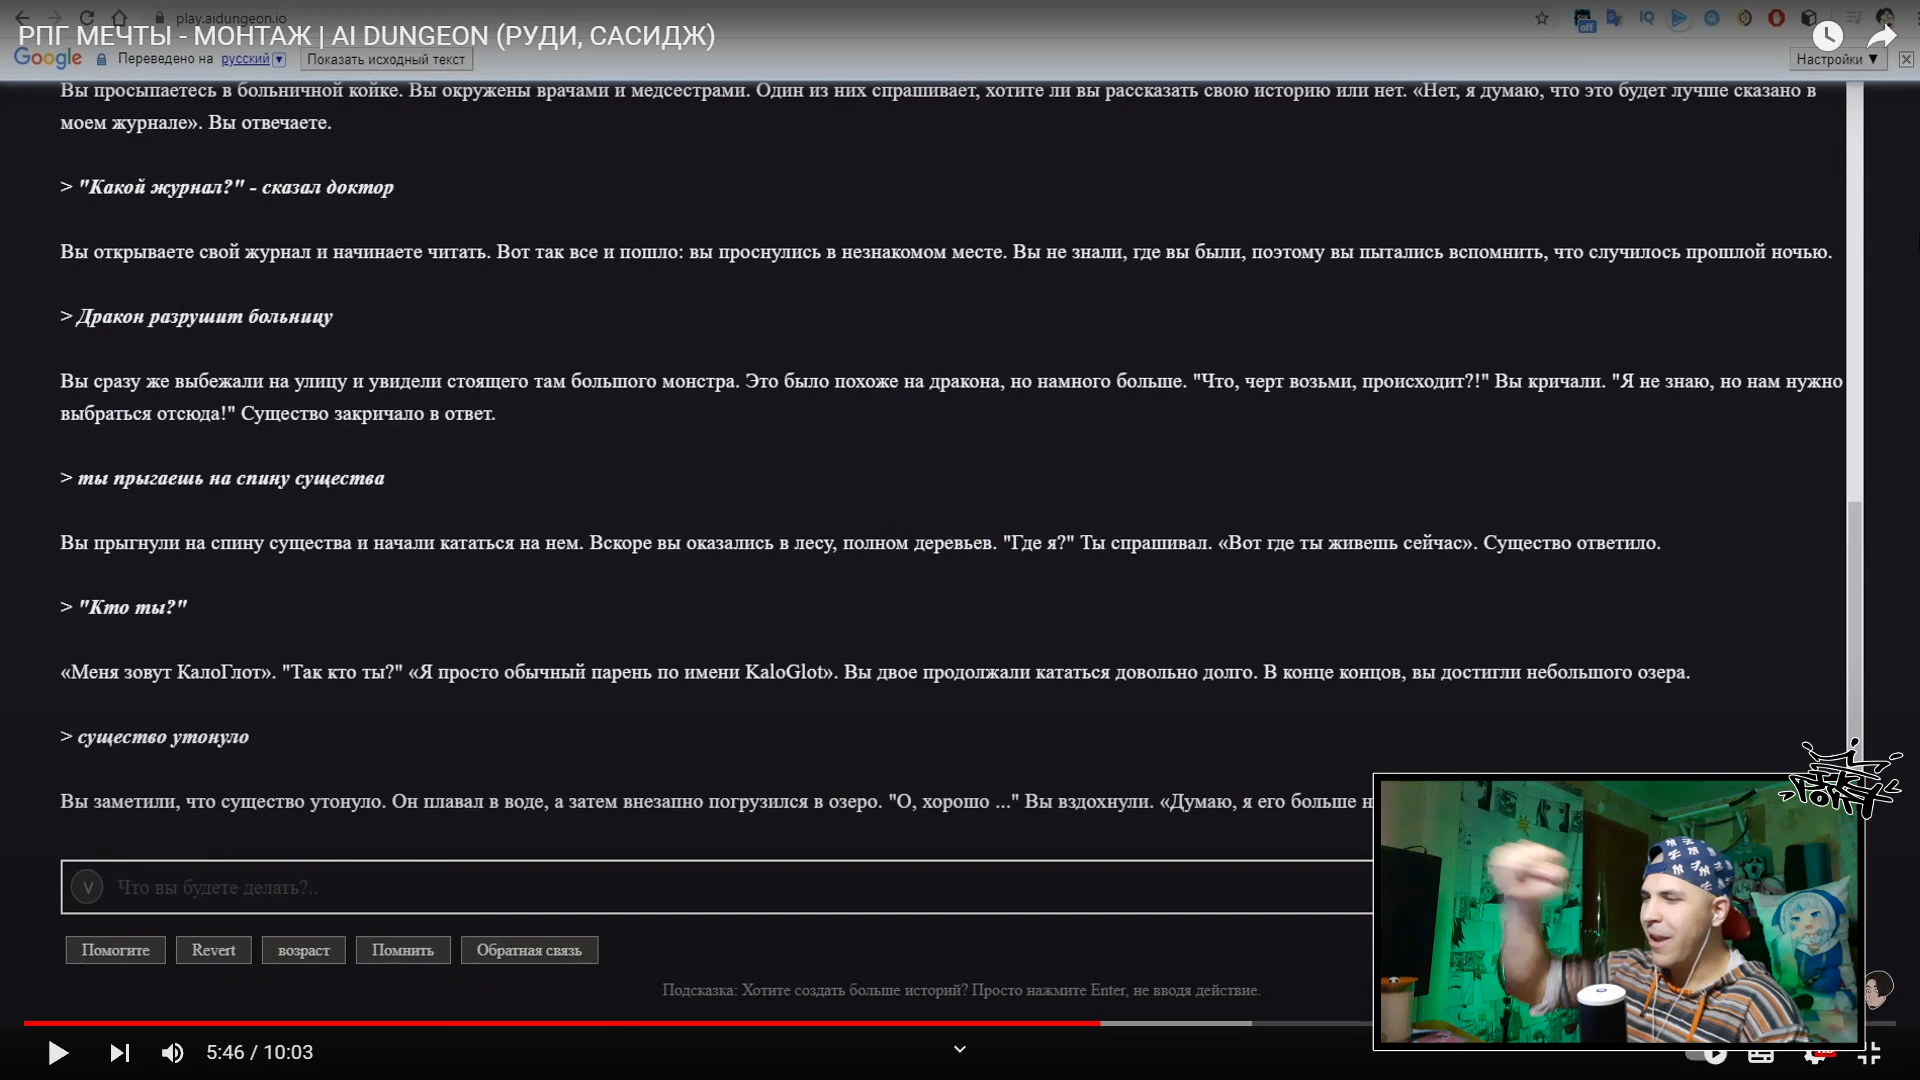 play.aidungeon.io
РПГ МЕЧТЫ - МОНТАЖ | AI DUNGEON (РУДИ, САСИДЖ)
Google Переведено на русский Показать исходный текст Настройки
Вы просыпаетесь в больничной койке. Вы окружены врачами и медсестрами. Один из них спрашивает, хотите ли вы рассказать свою историю или нет. «Нет, я думаю, что это будет лучше сказано в
моем журнале». Вы отвечаете.
> "Какой журнал?" - сказал доктор
Вы открываете свой журнал и начинаете читать. Вот так все и пошло: вы проснулись в незнакомом месте. Вы не знали, где вы были, поэтому вы пытались вспомнить, что случилось прошлой ночью.
> Дракон разрушит больницу
Вы сразу же выбежали на улицу и увидели стоящего там большого монстра. Это было похоже на дракона, но намного больше. "Что, черт возьми, происходит?!" Вы кричали. "Я не знаю, но нам нужно
выбраться отсюда!" Существо закричало в ответ.
> ты прыгаешь на спину существа
Вы прыгнули на спину существа и начали кататься на нем. Вскоре вы оказались в лесу, полном деревьев. "Где я?" Ты спрашивал. «Вот где ты живешь сейчас». Существо ответило.
> "Кто ты?"
«Меня зовут КалоГлот». "Так кто ты?" «Я просто обычный парень по имени KaloGlot». Вы двое продолжали кататься довольно долго. В конце концов, вы достигли небольшого озера.
> существо утонуло
Вы заметили, что существо утонуло. Он плавал в воде, а затем внезапно погрузился в озеро. "О, хорошо ..." Вы вздохнули. «Думаю, я его больше н
V Что вы будете делать?..
Помогите Revert возраст Помнить Обратная связь
Подсказка: Хотите создать больше историй? Просто нажмите Enter, не вводя действие.
5:46 / 10:03